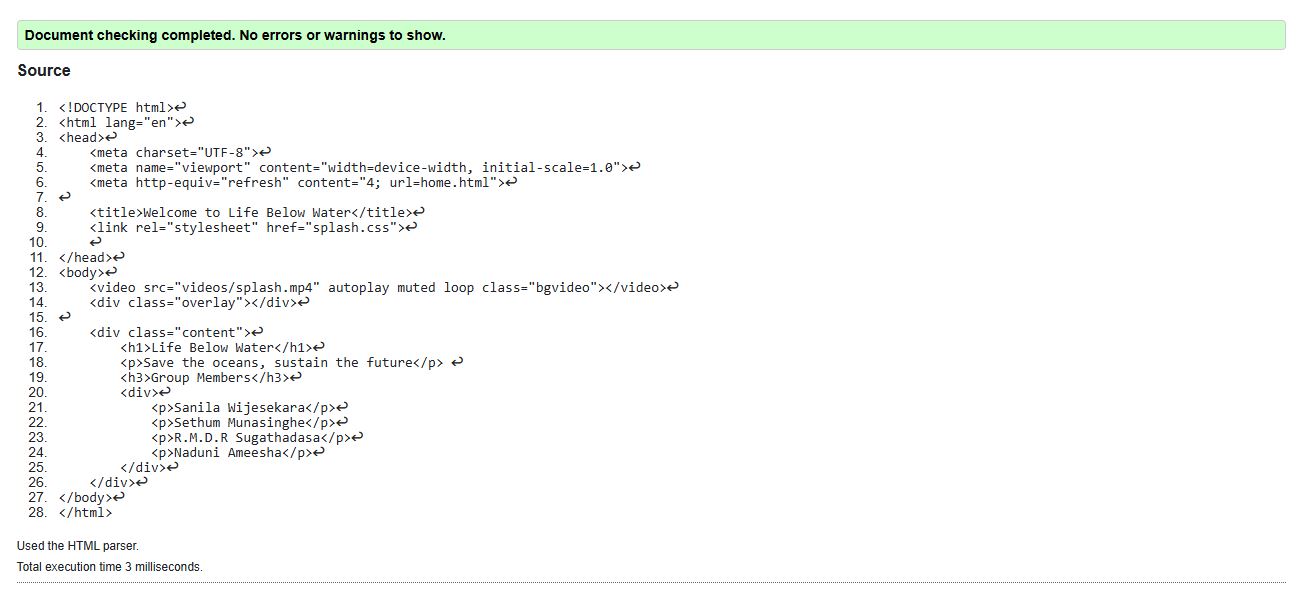 Document checking completed. No errors or warnings to show.
Source
1. <!DOCTYPE html>↩
2. <html lang="en">↩
3. <head>↩
4.     <meta charset="UTF-8">↩
5.     <meta name="viewport" content="width=device-width, initial-scale=1.0">↩
6.     <meta http-equiv="refresh" content="4; url=home.html">↩
7. ↩
8.     <title>Welcome to Life Below Water</title>↩
9.     <link rel="stylesheet" href="splash.css">↩
10.     ↩
11. </head>↩
12. <body>↩
13.     <video src="videos/splash.mp4" autoplay muted loop class="bgvideo"></video>↩
14.     <div class="overlay"></div>↩
15. ↩
16.     <div class="content">↩
17.         <h1>Life Below Water</h1>↩
18.         <p>Save the oceans, sustain the future</p> ↩
19.         <h3>Group Members</h3>↩
20.         <div>↩
21.             <p>Sanila Wijesekara</p>↩
22.             <p>Sethum Munasinghe</p>↩
23.             <p>R.M.D.R Sugathadasa</p>↩
24.             <p>Naduni Ameesha</p>↩
25.         </div>↩
26.     </div>↩
27. </body>↩
28. </html>
Used the HTML parser.
Total execution time 3 milliseconds.